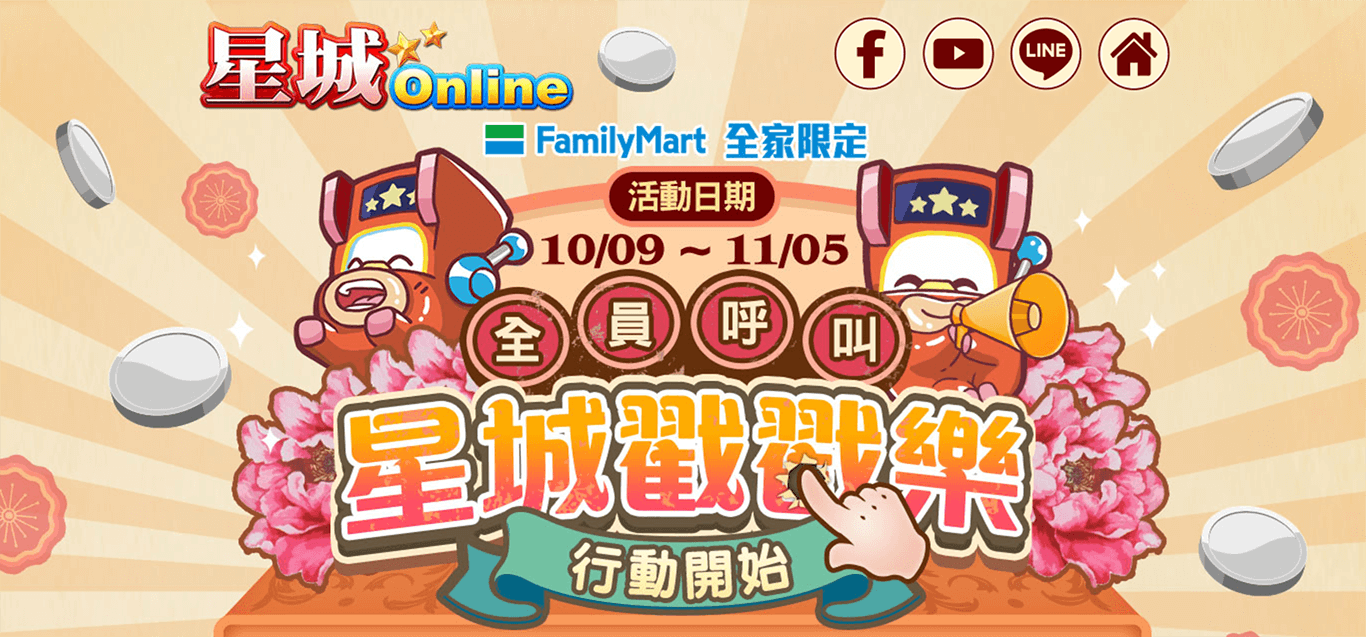 星城Online
f
LINE
FamilyMart 全家限定
活動日期
10/09 ~ 11/05
全員呼叫
星城戳戳樂
行動開始